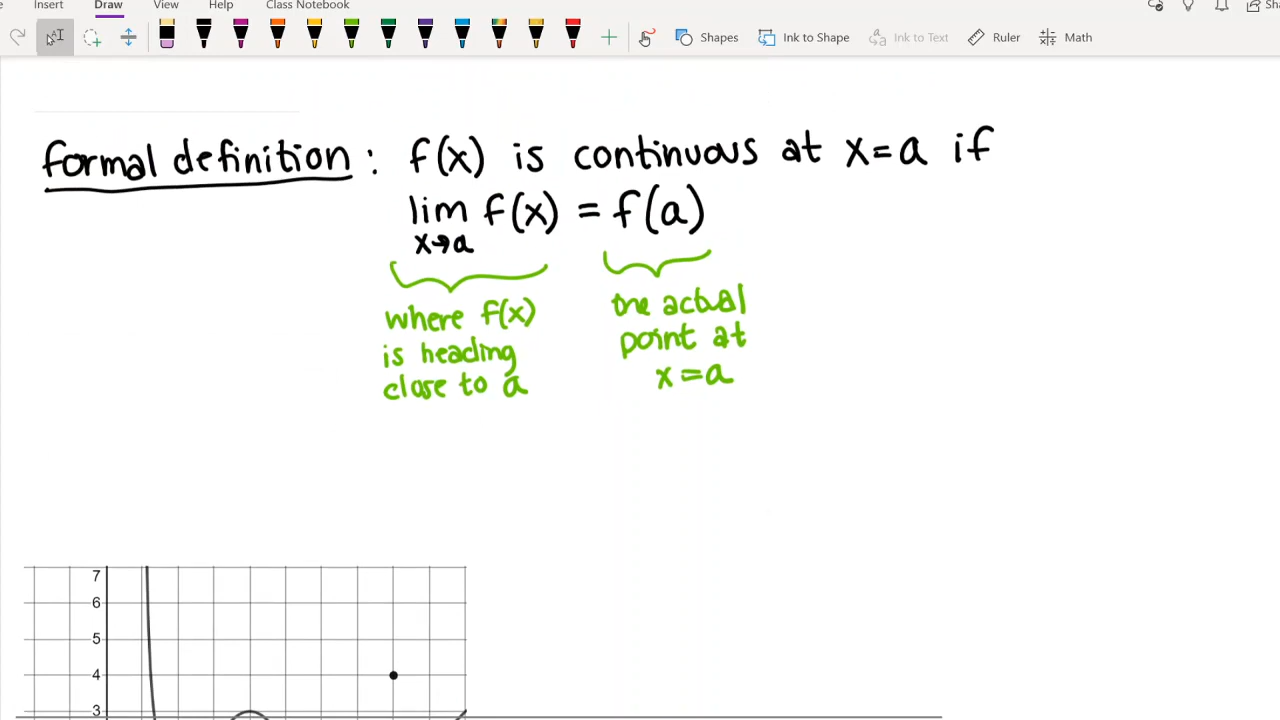 Insert Draw View Help Class Notebook
Shapes Ink to Shape Ink to Text Ruler Math
formal definition: f(x) is continuous at x=a if
lim f(x) = f(a)
x→a
where f(x)
is heading
close to a
the actual
point at
x=a
7
6
5
4
3